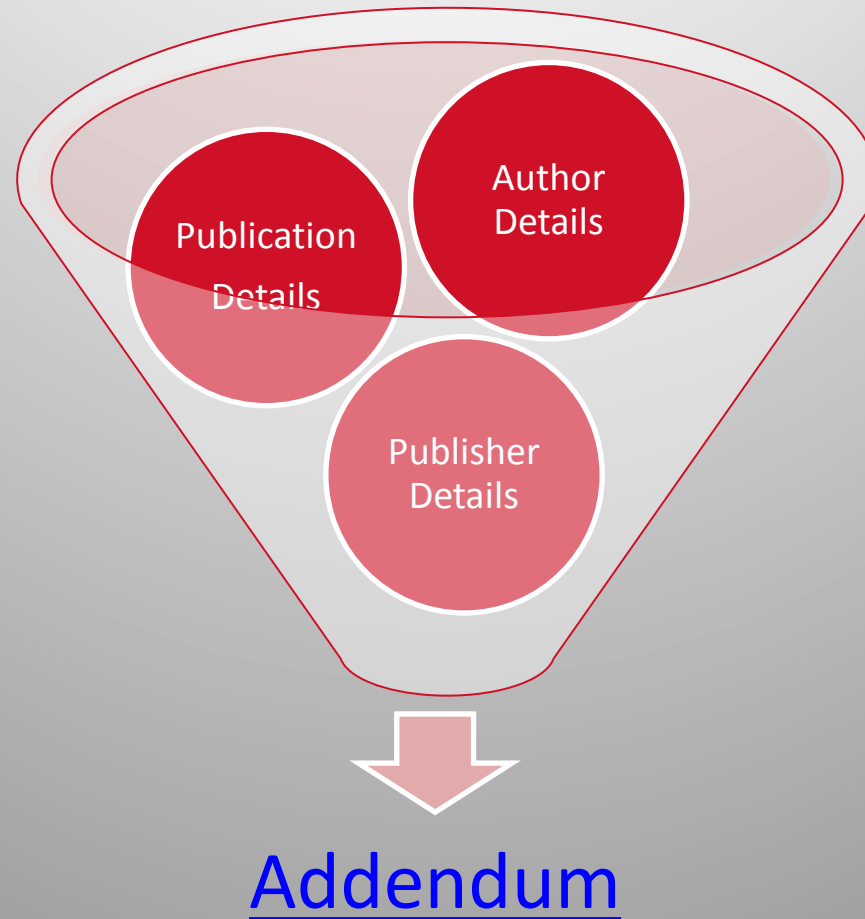 Publication
Details
Author
Details
Publisher
Details
Addendum